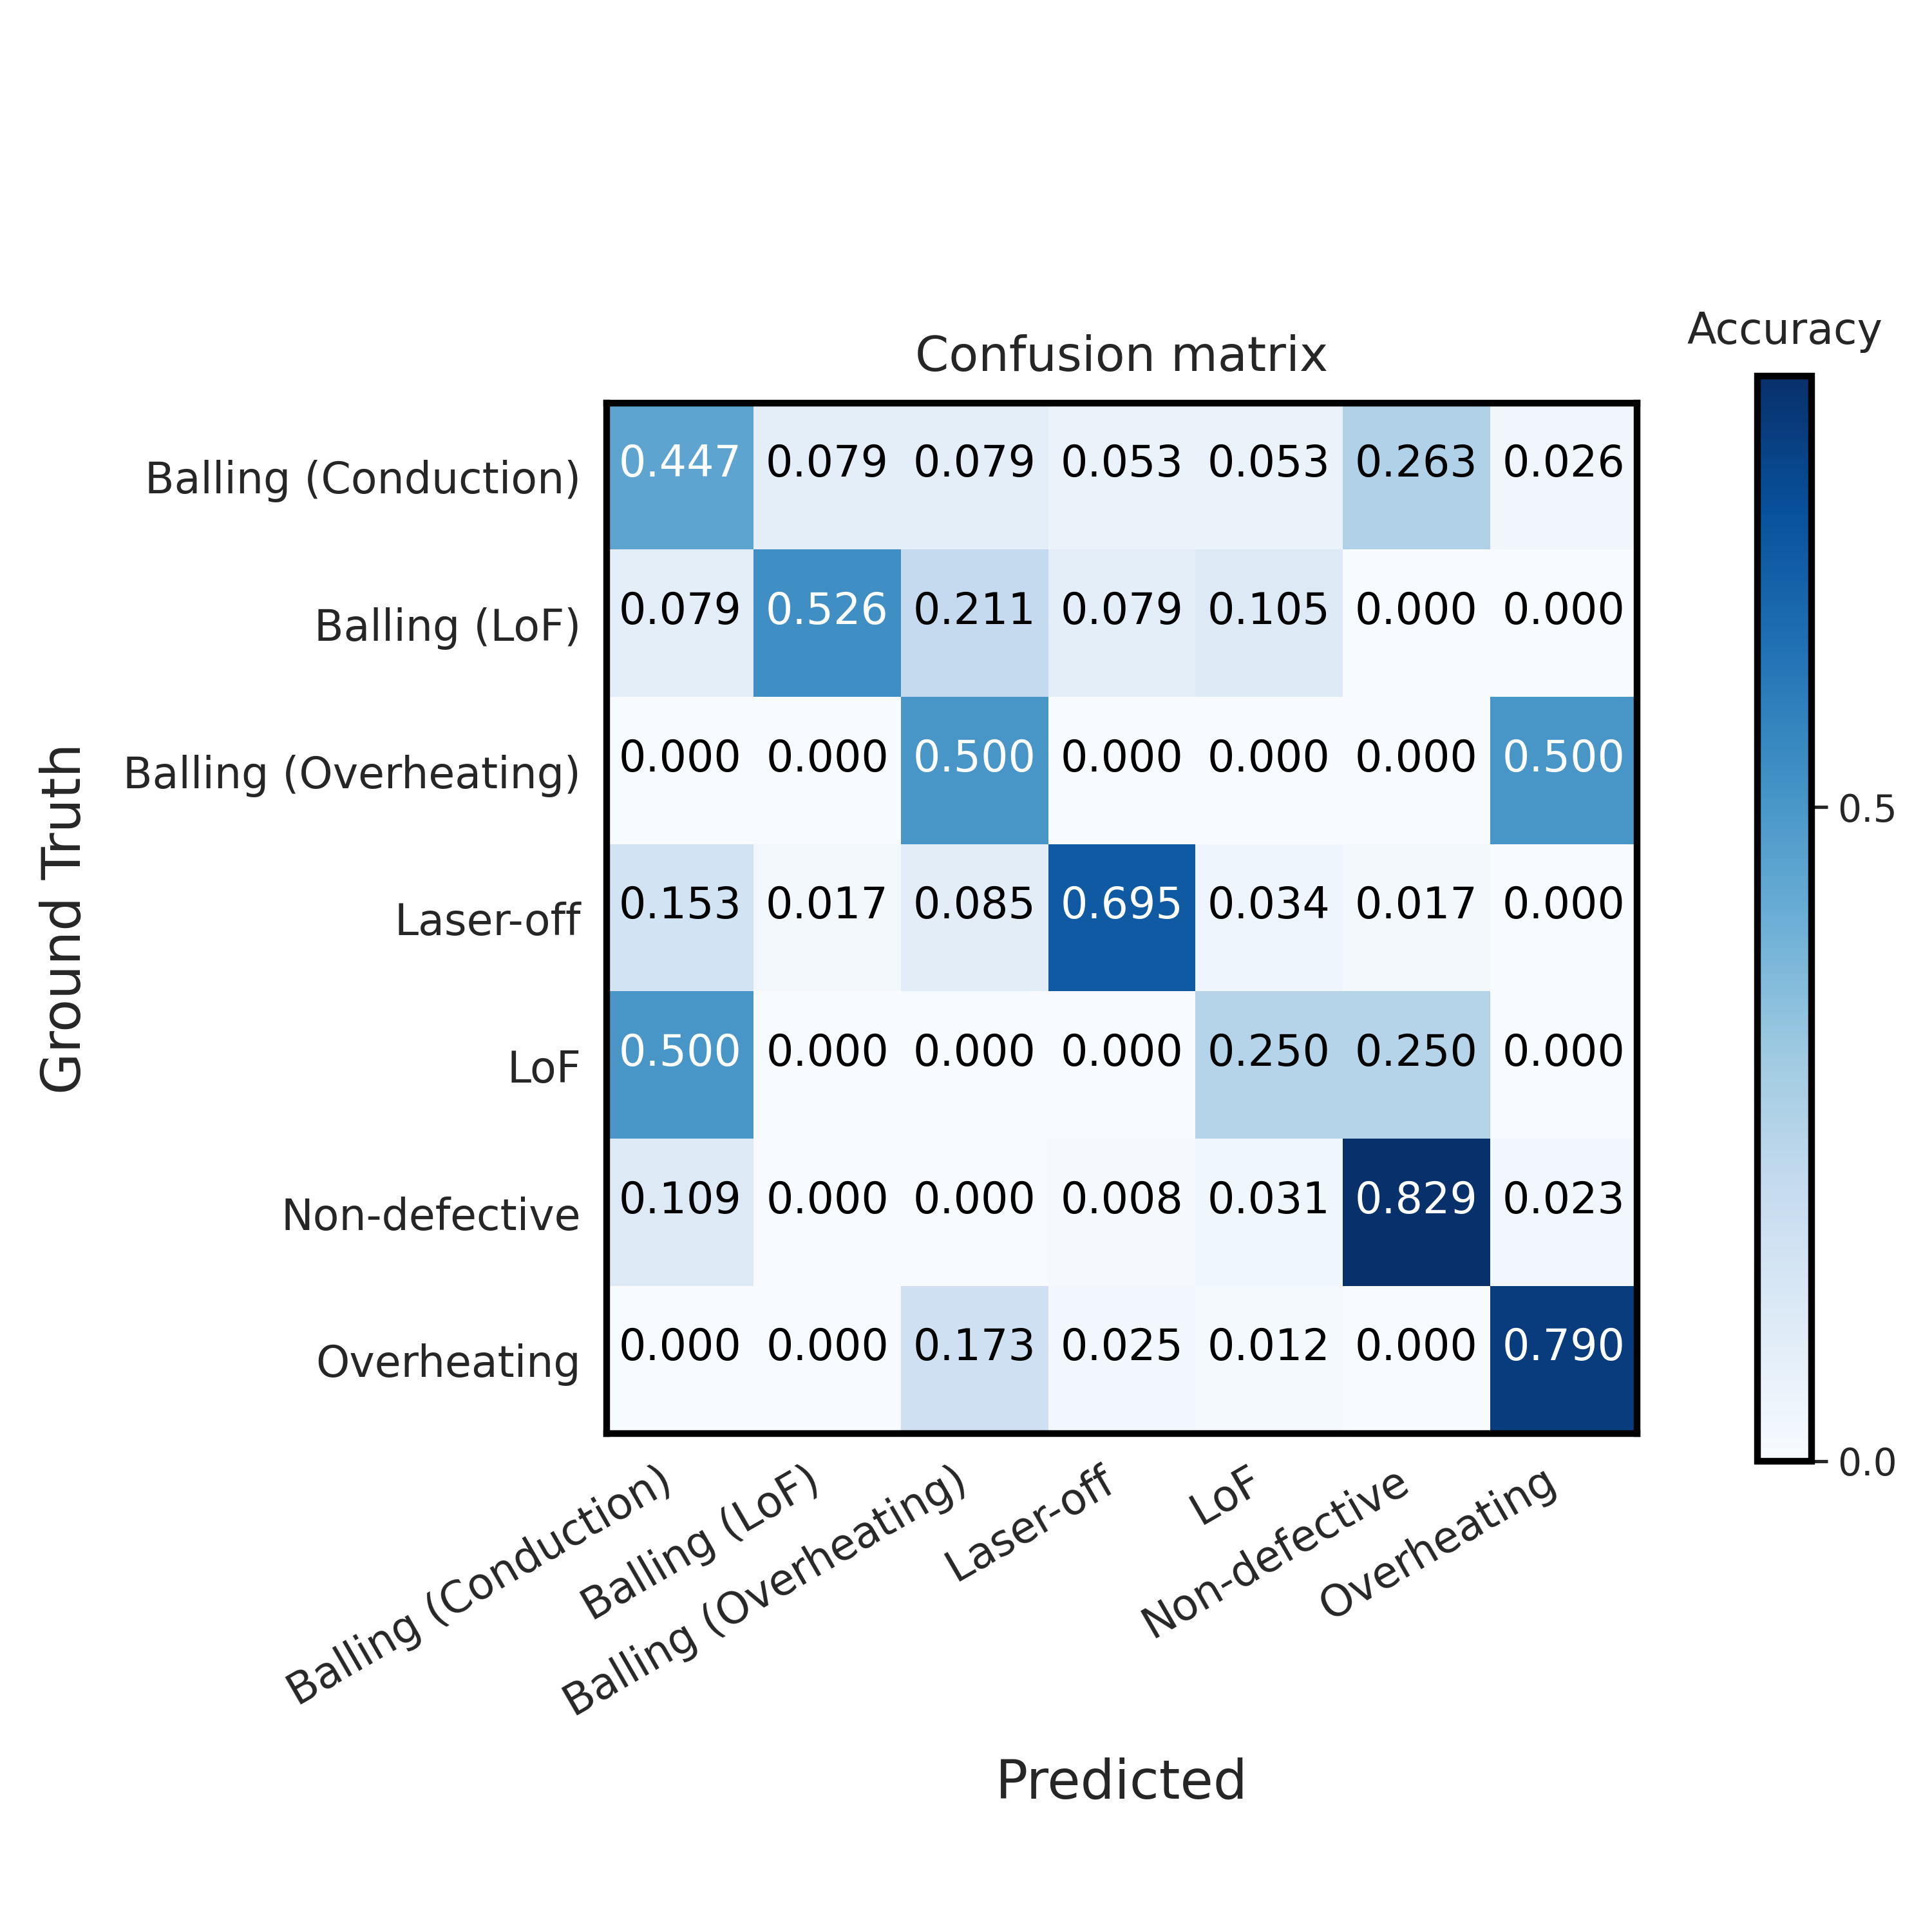 Accuracy
Confusion matrix
Balling (Conduction) 0.447 0.079 0.079 0.053 0.053 0.263 0.026
Balling (LoF) 0.079 0.526 0.211 0.079 0.105 0.000 0.000
Balling (Overheating) 0.000 0.000 0.500 0.000 0.000 0.000 0.500
0.5
Laser-off 0.153 0.017 0.085 0.695 0.034 0.017 0.000
LoF 0.500 0.000 0.000 0.000 0.250 0.250 0.000
Non-defective 0.109 0.000 0.000 0.008 0.031 0.829 0.023
Overheating 0.000 0.000 0.173 0.025 0.012 0.000 0.790
0.0
Ground Truth
Balling (Conduction)
Balling (LoF)
Balling (Overheating)
Laser-off
LoF
Non-defective
Overheating
Predicted